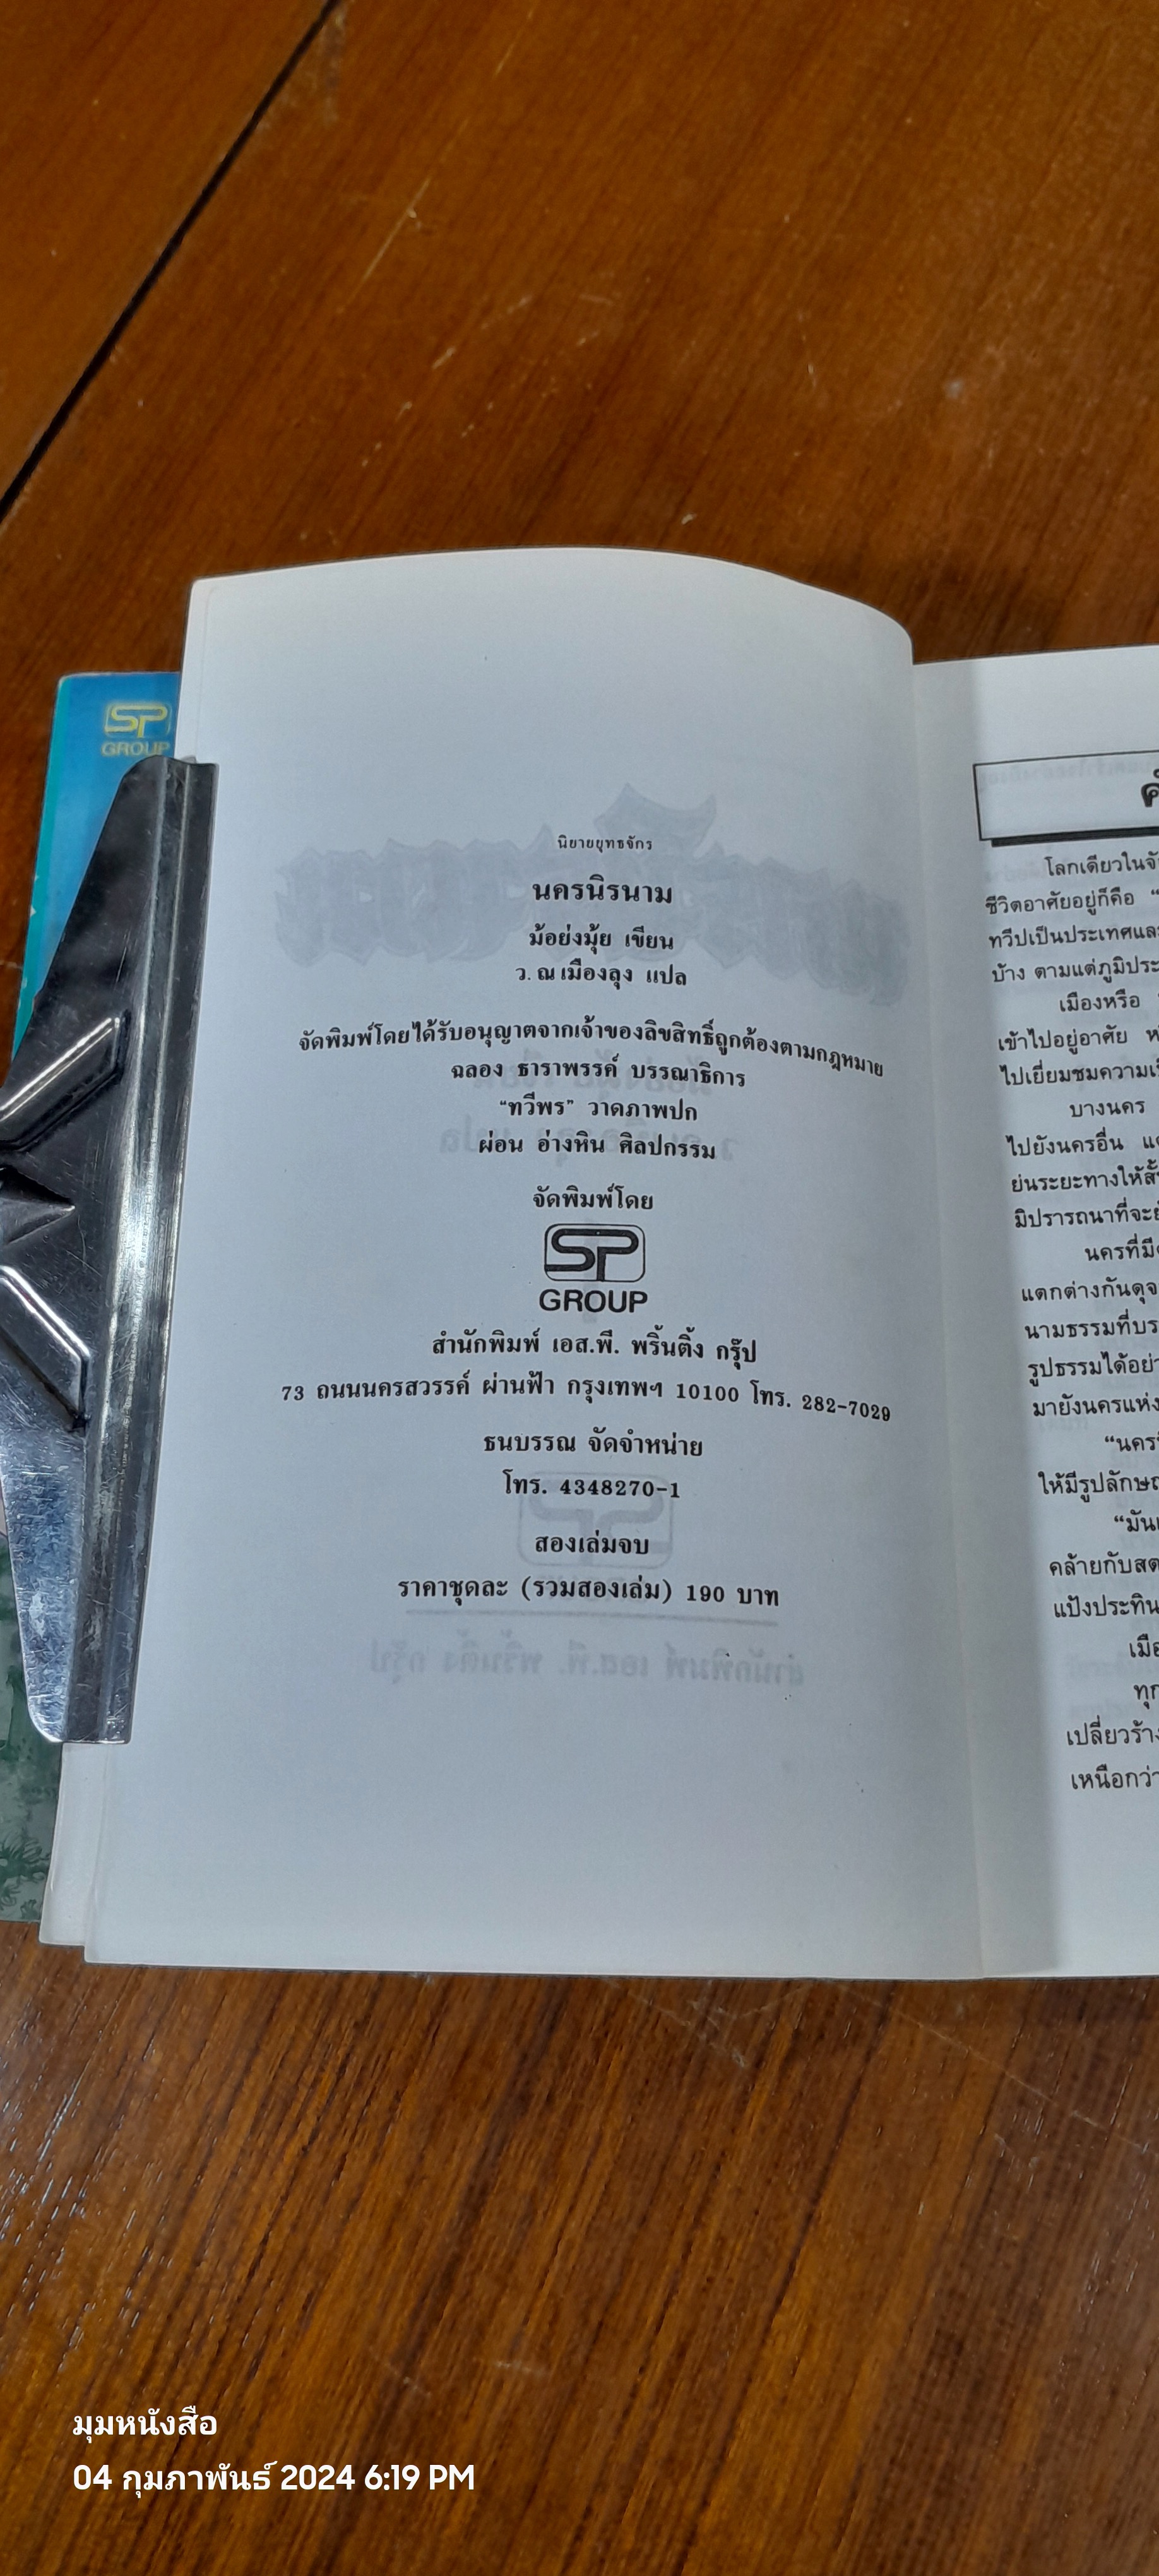 SP
GROUP
นิยายยุทธจักร
นครนิรนาม
ม้อย่งมุ้ย เขียน
ว. ณ เมืองลุง แปล
จัดพิมพ์โดยได้รับอนุญาตจากเจ้าของลิขสิทธิ์ถูกต้องตามกฎหมาย
ฉลอง ธาราพรรค์ บรรณาธิการ
“ทวีพร” วาดภาพปก
ผ่อน อ่างหิน ศิลปกรรม
จัดพิมพ์โดย
SP
GROUP
สำนักพิมพ์ เอส.พี. พริ้นติ้ง กรุ๊ป
73 ถนนนครสวรรค์ ผ่านฟ้า กรุงเทพฯ 10100 โทร. 282-7029
ธนบรรณ จัดจำหน่าย
โทร. 4348270-1
สองเล่มจบ
ราคาชุดละ (รวมสองเล่ม) 190 บาท
โลกเดียวในจั
ชีวิตอาศัยอยู่ก็คือ “
ทวีปเป็นประเทศและ
บ้าง ตามแต่ภูมิประ
เมืองหรือ
เข้าไปอยู่อาศัย
ไปเยี่ยมชมความเ
บางนคร
ไปยังนครอื่น แ
ย่นระยะทางให้สั้
มิปรารถนาที่จะย
นครที่มี
แตกต่างกันดุจ
นามธรรมที่บร
รูปธรรมได้อย่า
มายังนครแห่ง
“นคร
ให้มีรูปลักษณ
“มัน
คล้ายกับสต
แป้งประทิน
เมือ
ทุก
เปลี่ยวร้าง
เหนือกว่า
มุมหนังสือ
04 กุมภาพันธ์ 2024 6:19 PM